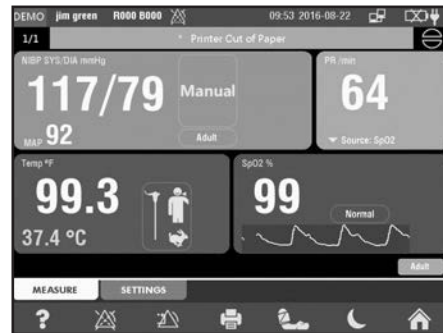 DEMO jim green R000 B000 09:53 2016-08-22
1/1 * Printer Out of Paper
NIBP SYS/DIA mmHg
117/79
Manual
MAP 92
Adult
PR /min
64
Source: SpO2
Temp °F
99.3
37.4 °C
SpO2 %
99
Normal
Adult
MEASURE SETTINGS
?